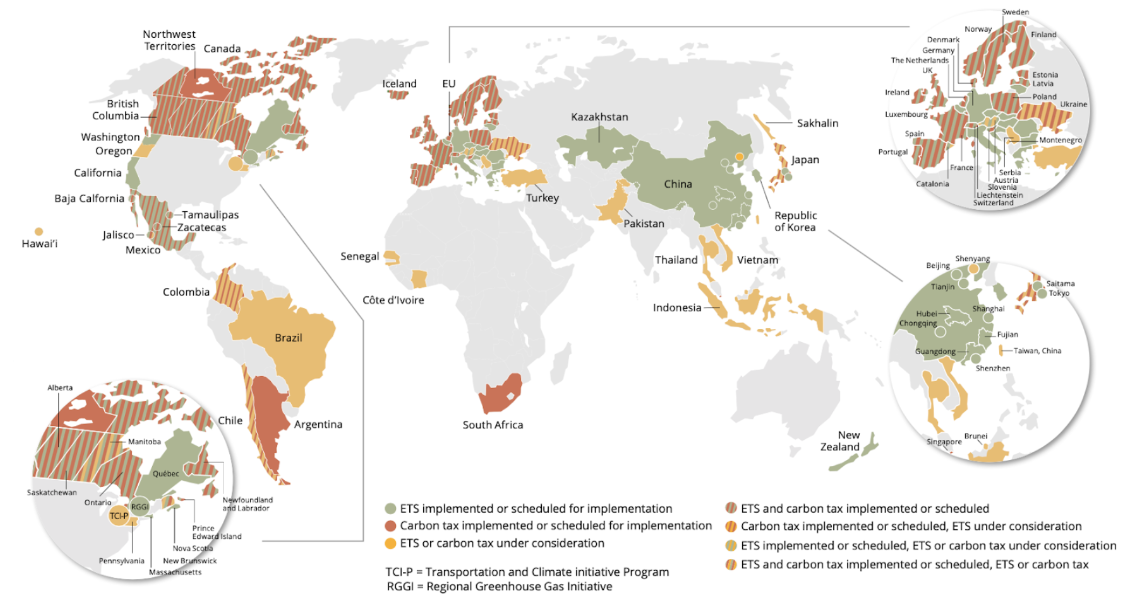 Northwest
Territories
Canada
British
Columbia
Washington
Oregon
California
Baja Calfornia
Hawai'i
Tamaulipas
Zacatecas
Jalisco
Mexico
Colombia
Brazil
Chile
Argentina
Iceland
EU
Kazakhstan
China
Sakhalin
Japan
Republic
of Korea
Turkey
Pakistan
Thailand
Vietnam
Indonesia
Senegal
Côte d'Ivoire
South Africa
New
Zealand
Sweden
Norway
Finland
Denmark
Germany
The Netherlands
UK
Ireland
Luxembourg
Spain
Portugal
Catalonia
France
Estonia
Latvia
Poland
Ukraine
Montenegro
Serbia
Austria
Slovenia
Liechtenstein
Switzerland
Shenyang
Beijing
Tianjin
Saitama
Tokyo
Hubei
Chongqing
Shanghai
Fujian
Guangdong
Taiwan, China
Shenzhen
Singapore
Brunei
Alberta
Manitoba
Québec
Saskatchewan
Ontario
TCI-P
RGGI
Newfoundland
and Labrador
Prince
Edward Island
Nova Scotia
New Brunswick
Pennsylvania
Massachusetts
ETS implemented or scheduled for implementation
Carbon tax implemented or scheduled for implementation
ETS or carbon tax under consideration
TCI-P = Transportation and Climate initiative Program
RGGI = Regional Greenhouse Gas Initiative
ETS and carbon tax implemented or scheduled
Carbon tax implemented or scheduled, ETS under consideration
ETS implemented or scheduled, ETS or carbon tax under consideration
ETS and carbon tax implemented or scheduled, ETS or carbon tax